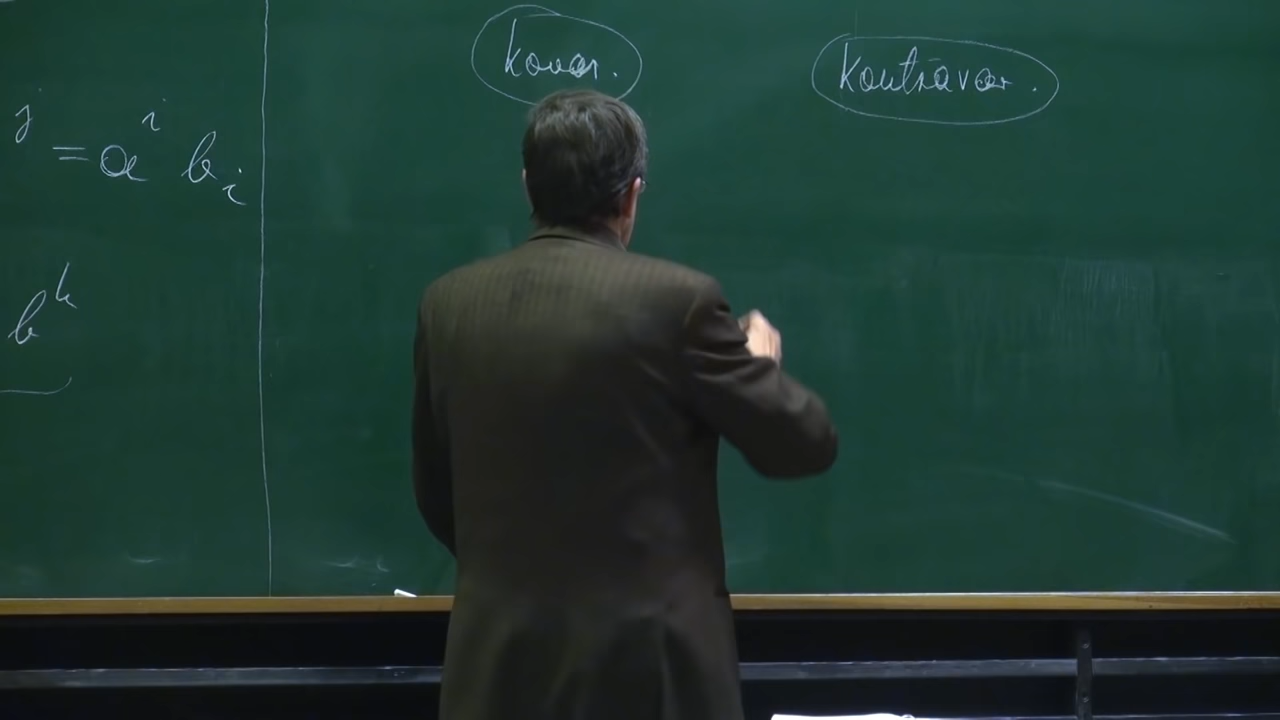 kovar.
kontravar.
j = a^i b_i
b^k